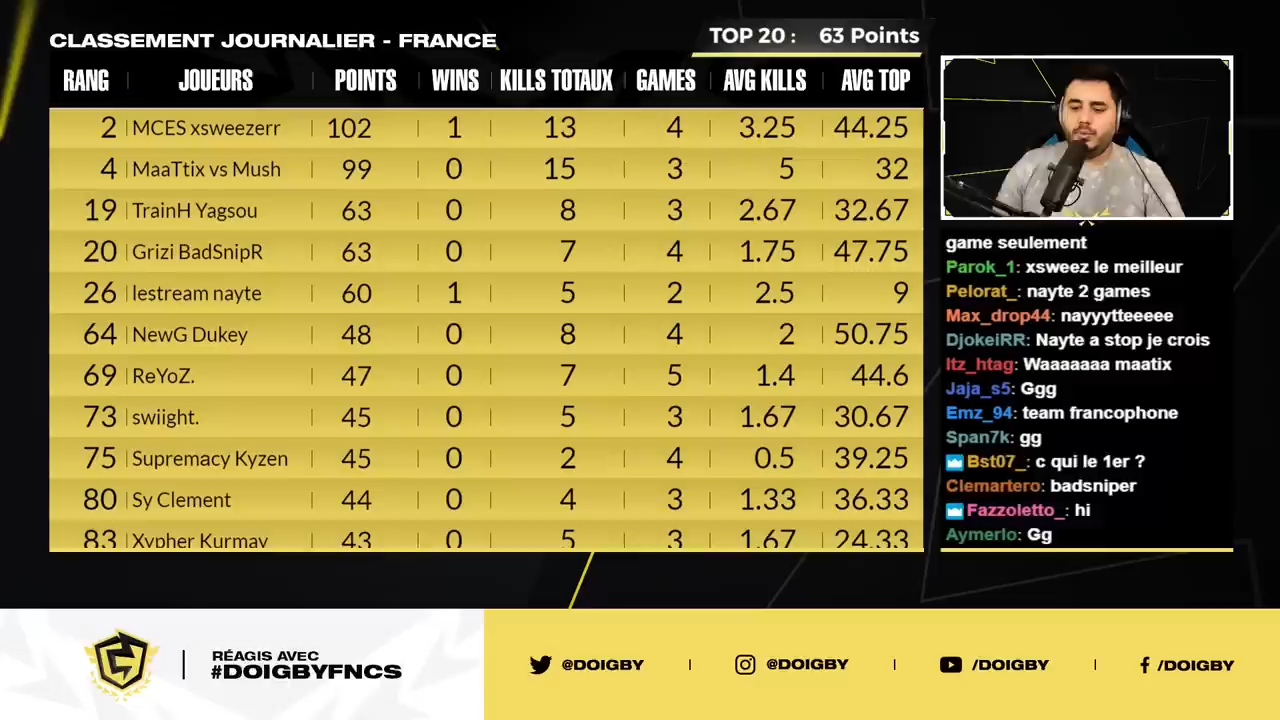 CLASSEMENT JOURNALIER - FRANCE
TOP 20 : 63 Points
RANG JOUEURS POINTS WINS KILLS TOTAUX GAMES AVG KILLS AVG TOP
2 MCES xsweezerr 102 1 13 4 3.25 44.25
4 MaaTtix vs Mush 99 0 15 3 5 32
19 TrainH Yagsou 63 0 8 3 2.67 32.67
20 Grizi BadSnipR 63 0 7 4 1.75 47.75
26 lestream nayte 60 1 5 2 2.5 9
64 NewG Dukey 48 0 8 4 2 50.75
69 ReYoZ. 47 0 7 5 1.4 44.6
73 swiight. 45 0 5 3 1.67 30.67
75 Supremacy Kyzen 45 0 2 4 0.5 39.25
80 Sy Clement 44 0 4 3 1.33 36.33
83 Xypher Kurmay 43 0 5 3 1.67 24.33
game seulement
Parok_1: xsweez le meilleur
Pelorat_: nayte 2 games
Max_drop44: nayyytteeeee
DjokeiRR: Nayte a stop je crois
Itz_htag: Waaaaaaa maatix
Jaja_s5: Ggg
Emz_94: team francophone
Span7k: gg
Bst07_: c qui le 1er ?
Clemartero: badsniper
Fazzoletto_: hi
Aymerlo: Gg
RÉAGIS AVEC
#DOIGBYFNCS
@DOIGBY
@DOIGBY
/DOIGBY
/DOIGBY